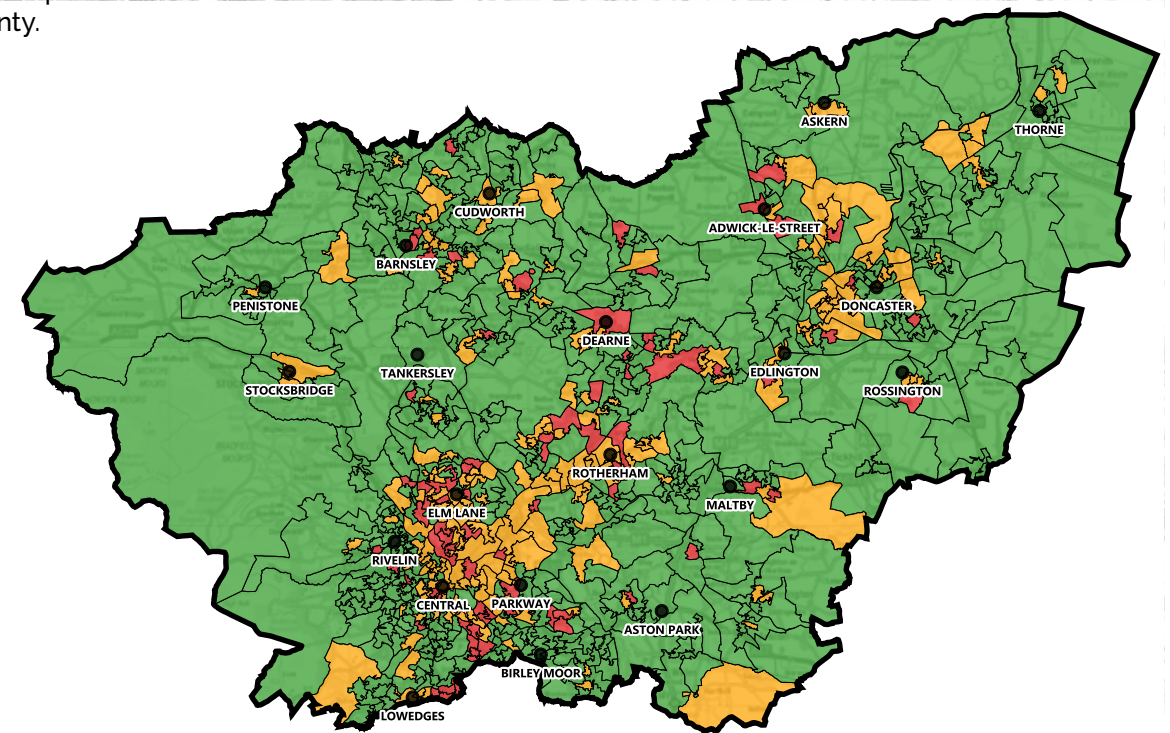 nty.
ASKERN
THORNE
CUDWORTH
ADWICK-LE-STREET
BARNSLEY
PENISTONE
DONCASTER
DEARNE
TANKERSLEY
EDLINGTON
STOCKSBRIDGE
ROSSINGTON
ROTHERHAM
MALTBY
ELM LANE
RIVELIN
CENTRAL
PARKWAY
ASTON PARK
BIRLEY MOOR
LOWEDGES